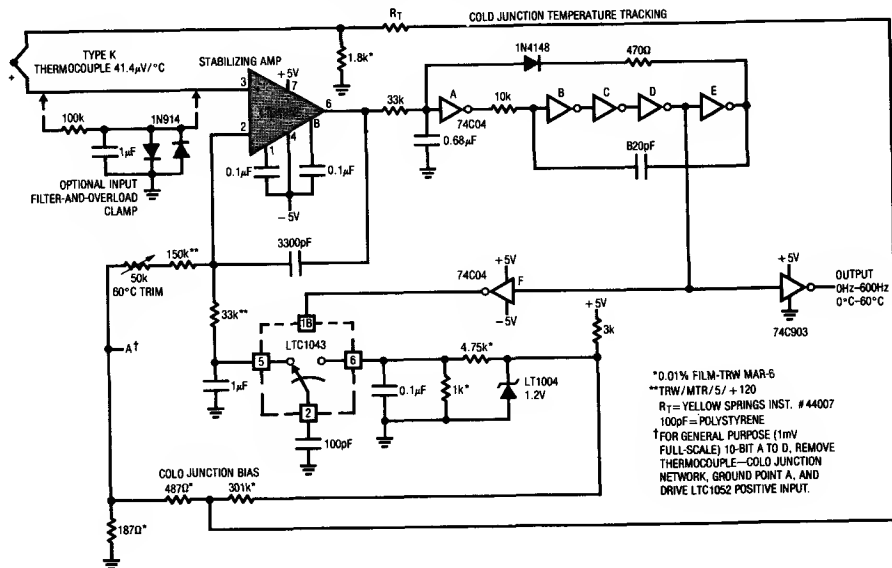 COLD JUNCTION TEMPERATURE TRACKING
RT
TYPE K
THERMOCOUPLE 41.4μV/°C
+
STABILIZING AMP
1.8k*
1N4148
470Ω
+5V
3
7
6
2
1
4
8
+
33k
A
74C04
10k
B
C
D
E
100k
1N914
1μF
OPTIONAL INPUT
FILTER-AND-OVERLOAD
CLAMP
0.1μF
0.1μF
-5V
0.68μF
B20pF
3300pF
50k
60°C TRIM
150k**
33k**
74C04
+5V
F
-5V
+5V
74C903
OUTPUT
0Hz-600Hz
0°C-60°C
A†
1B
LTC1043
5
6
2
1μF
100pF
0.1μF
1k*
4.75k*
LT1004
1.2V
+5V
3k
*0.01% FILM-TRW MAR-6
**TRW/MTR/5/+120
RT=YELLOW SPRINGS INST. #44007
100pF=POLYSTYRENE
†FOR GENERAL PURPOSE (1mV
FULL-SCALE) 10-BIT A TO D, REMOVE
THERMOCOUPLE—COLD JUNCTION
NETWORK, GROUND POINT A, AND
DRIVE LTC1052 POSITIVE INPUT.
COLO JUNCTION BIAS
487Ω*
301k*
187Ω*